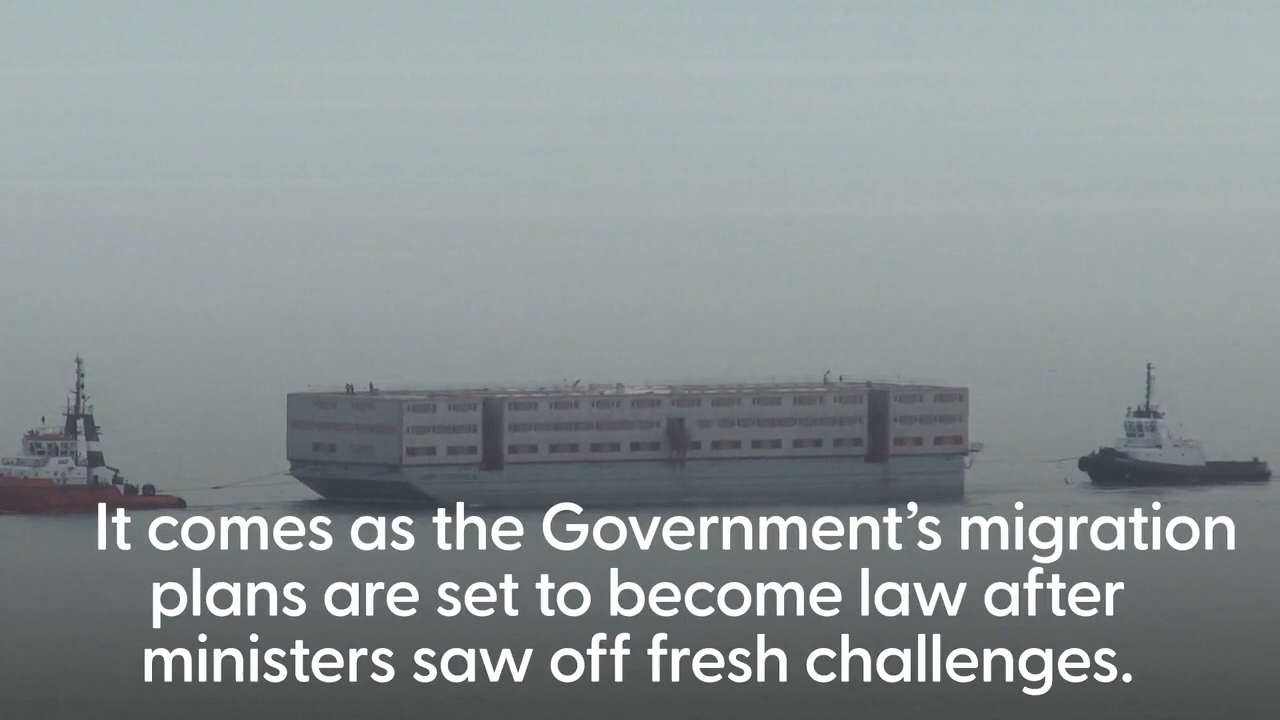 It comes as the Government’s migration
plans are set to become law after
ministers saw off fresh challenges.